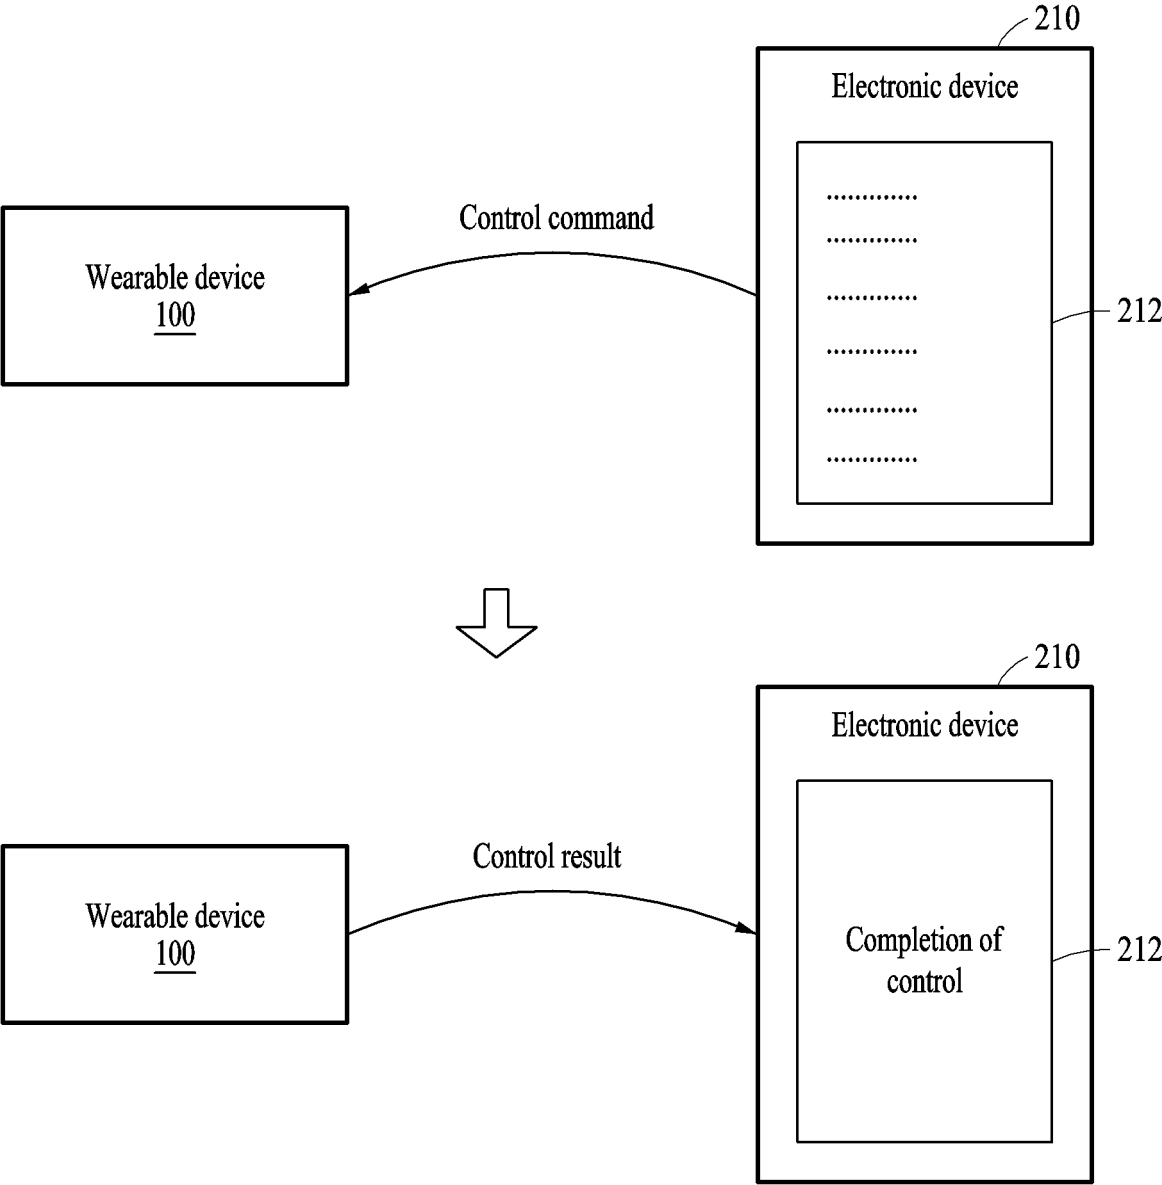 210
Electronic device
.............
.............
.............
.............
.............
.............
212
Control command
Wearable device
100
210
Electronic device
Completion of
control
212
Control result
Wearable device
100